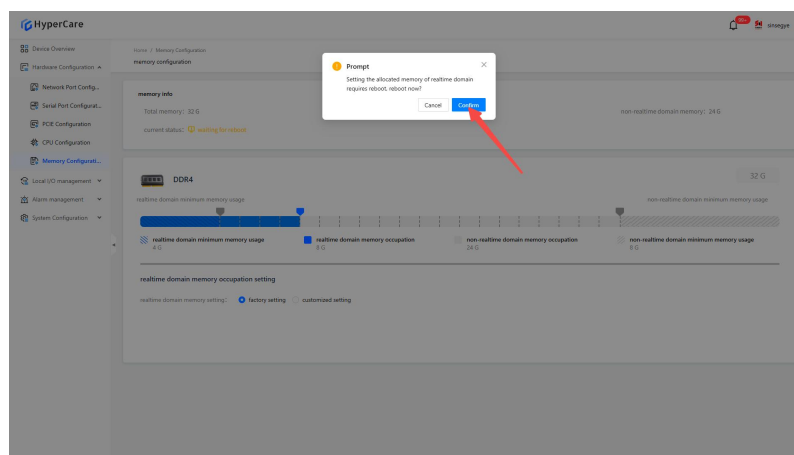 HyperCare
99+
sinsegye
Device Overview
Hardware Configuration
Network Port Config...
Serial Port Configurat...
PCIE Configuration
CPU Configuration
Memory Configurati...
Local I/O management
Alarm management
System Configuration
Home / Memory Configuration
memory configuration
Prompt
Setting the allocated memory of realtime domain
requires reboot, reboot now?
Cancel Confirm
memory info
Total memory: 32 G
non-realtime domain memory: 24 G
current status: waiting for reboot
DDR4
32 G
realtime domain minimum memory usage
non-realtime domain minimum memory usage
realtime domain minimum memory usage
4 G
realtime domain memory occupation
8 G
non-realtime domain memory occupation
24 G
non-realtime domain minimum memory usage
8 G
realtime domain memory occupation setting
realtime domain memory setting: factory setting customized setting